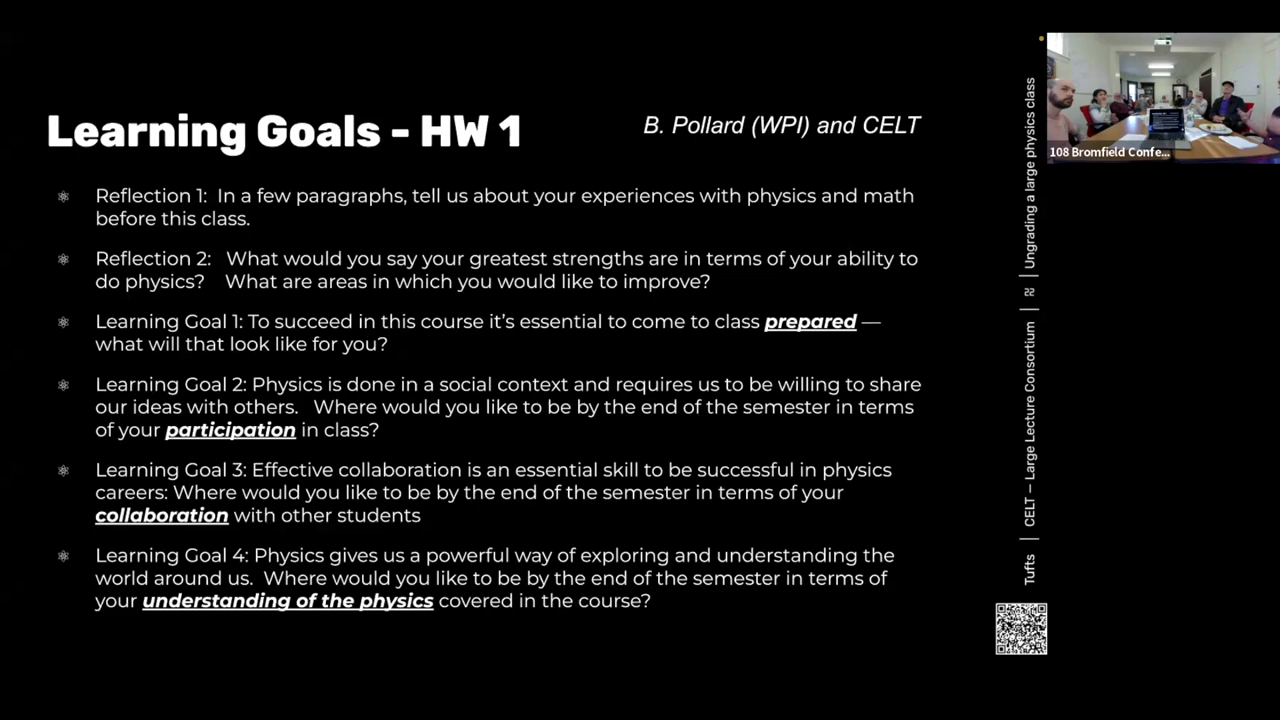 Learning Goals - HW 1
B. Pollard (WPI) and CELT
Reflection 1:  In a few paragraphs, tell us about your experiences with physics and math
before this class.
Reflection 2:   What would you say your greatest strengths are in terms of your ability to
do physics?    What are areas in which you would like to improve?
Learning Goal 1: To succeed in this course it’s essential to come to class prepared —
what will that look like for you?
Learning Goal 2: Physics is done in a social context and requires us to be willing to share
our ideas with others.   Where would you like to be by the end of the semester in terms
of your participation in class?
Learning Goal 3: Effective collaboration is an essential skill to be successful in physics
careers: Where would you like to be by the end of the semester in terms of your
collaboration with other students
Learning Goal 4: Physics gives us a powerful way of exploring and understanding the
world around us.  Where would you like to be by the end of the semester in terms of
your understanding of the physics covered in the course?
Tufts | CELT – Large Lecture Consortium | 22 | Ungrading a large physics class
108 Bromfield Confe...